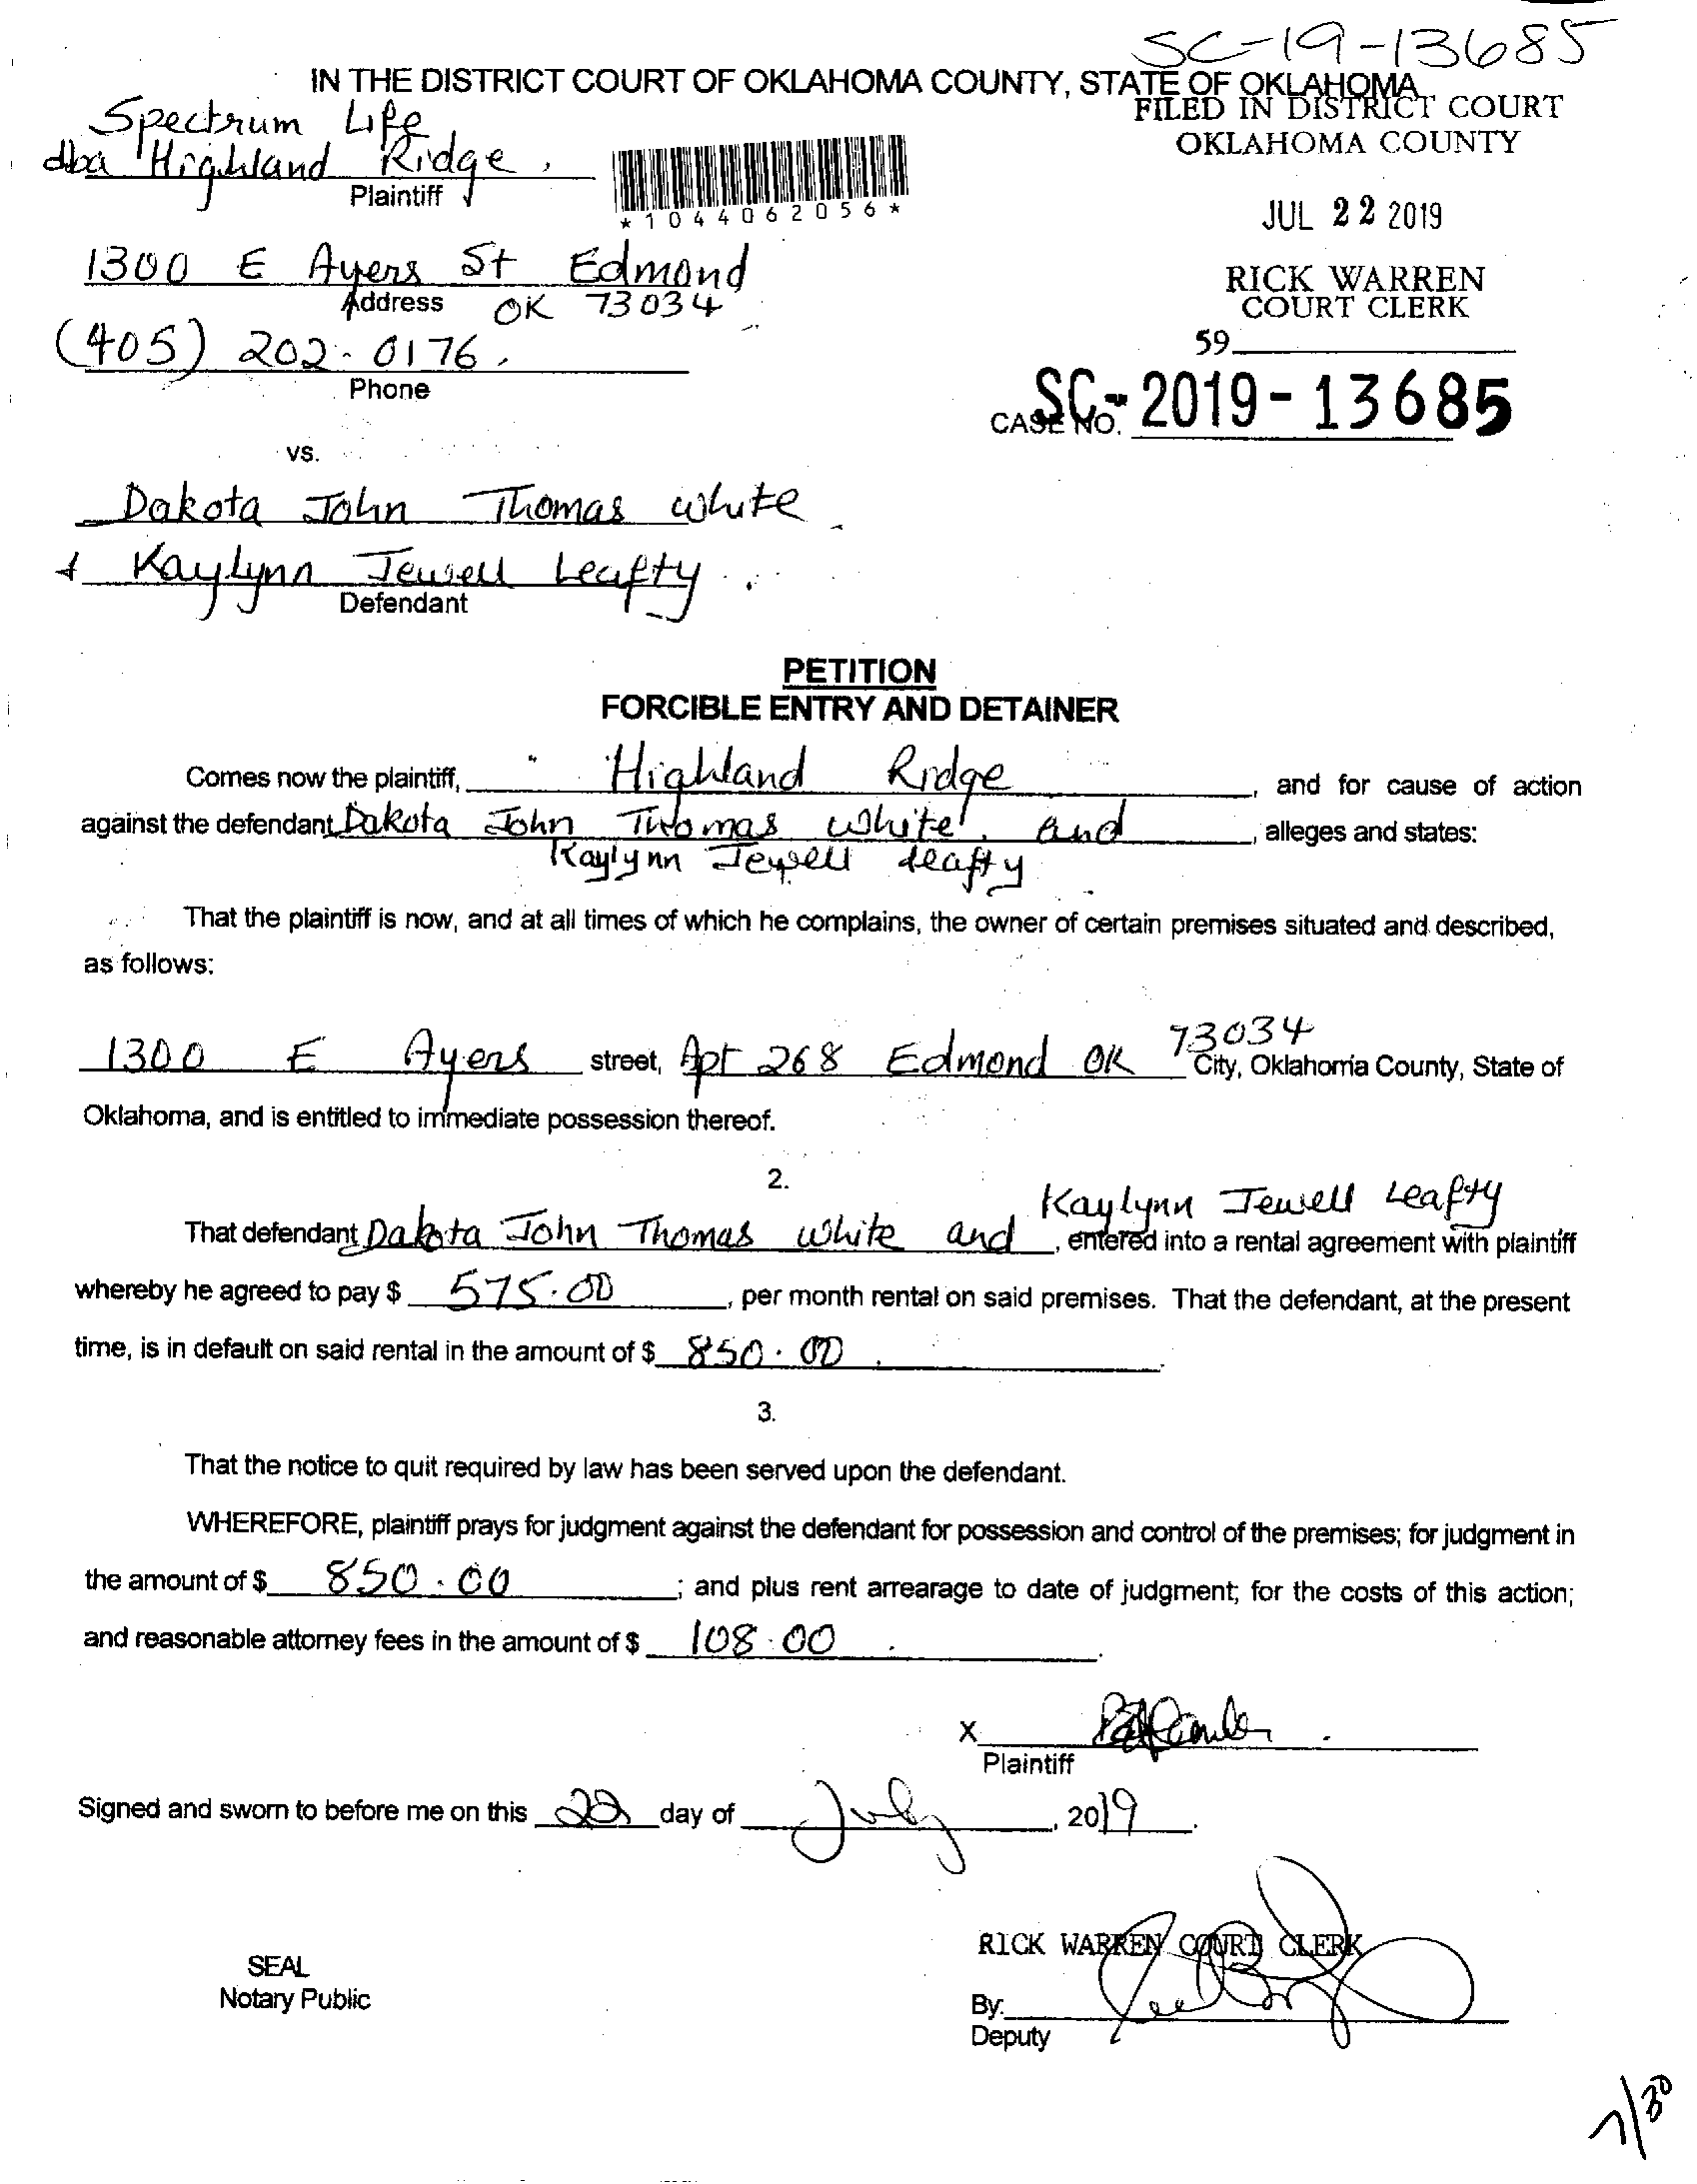 SC-19-13685
IN THE DISTRICT COURT OF OKLAHOMA COUNTY, STATE OF OKLAHOMA
FILED IN DISTRICT COURT
OKLAHOMA COUNTY
Spectrum Life
dba Highland Ridge,
Plaintiff
*1044062056*
JUL 22 2019
1300 E Ayers St Edmond
Address OK 73034
RICK WARREN
COURT CLERK
(405) 202-0176.
Phone
59
CASE NO. SC-2019-13685
vs.
Dakota John Thomas White
& Kaylynn Jewell Leafty
Defendant
PETITION
FORCIBLE ENTRY AND DETAINER
Comes now the plaintiff, Highland Ridge, and for cause of action
against the defendant Dakota John Thomas White, and, alleges and states:
Kaylynn Jewell Leafty
That the plaintiff is now, and at all times of which he complains, the owner of certain premises situated and described,
as follows:
73034
1300 E Ayers street, Apt 268 Edmond OK City, Oklahoma County, State of
Oklahoma, and is entitled to immediate possession thereof.
2.
Kaylynn Jewell Leafty
That defendant Dakota John Thomas White and, entered into a rental agreement with plaintiff
whereby he agreed to pay $ 575.00, per month rental on said premises. That the defendant, at the present
time, is in default on said rental in the amount of $ 850.00.
3.
That the notice to quit required by law has been served upon the defendant.
WHEREFORE, plaintiff prays for judgment against the defendant for possession and control of the premises; for judgment in
the amount of $ 850.00; and plus rent arrearage to date of judgment; for the costs of this action;
and reasonable attorney fees in the amount of $ 108.00.
X
Plaintiff
Signed and sworn to before me on this 22 day of July, 2019.
RICK WARREN COURT CLERK
SEAL
Notary Public
By:
Deputy
7/30